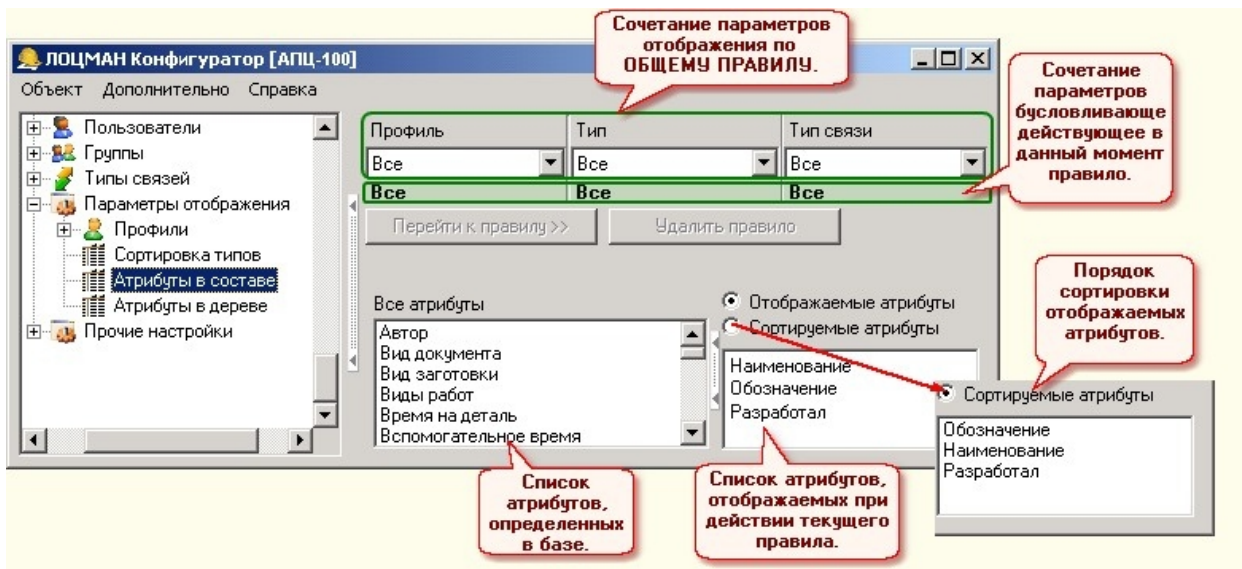 Сочетание параметров
отображения по
ОБЩЕМУ ПРАВИЛУ.
ЛОЦМАН Конфигуратор [АПЦ-100]
Объект Дополнительно Справка
Сочетание
параметров
бусловливающе
действующее в
данный момент
правило.
Пользователи
Группы
Типы связей
Параметры отображения
Профили
Сортировка типов
Атрибуты в составе
Атрибуты в дереве
Прочие настройки
Профиль Тип Тип связи
Все Все Все
Все Все Все
Перейти к правилу >> Удалить правило
Все атрибуты
Автор
Вид документа
Вид заготовки
Виды работ
Время на деталь
Вспомогательное время
Отображаемые атрибуты
Сортируемые атрибуты
Наименование
Обозначение
Разработал
Порядок
сортировки
отображаемых
атрибутов.
Сортируемые атрибуты
Обозначение
Наименование
Разработал
Список
атрибутов,
определенных
в базе.
Список атрибутов,
отображаемых при
действии текущего
правила.